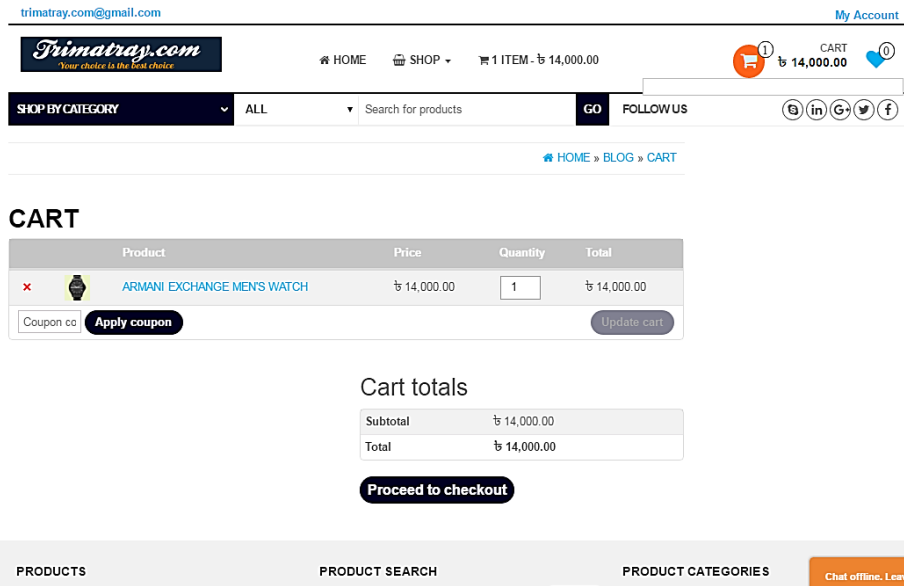 trimatray.com@gmail.com
My Account
Trimatray.com
Your choice is the best choice
HOME
SHOP
1 ITEM - ৳ 14,000.00
1
CART
৳ 14,000.00
0
SHOP BY CATEGORY
ALL
Search for products
GO
FOLLOW US
HOME » BLOG » CART
CART
Product Price Quantity Total
× ARMANI EXCHANGE MEN'S WATCH ৳ 14,000.00 1 ৳ 14,000.00
Coupon co Apply coupon Update cart
Cart totals
Subtotal ৳ 14,000.00
Total ৳ 14,000.00
Proceed to checkout
PRODUCTS PRODUCT SEARCH PRODUCT CATEGORIES
Chat offline. Lea